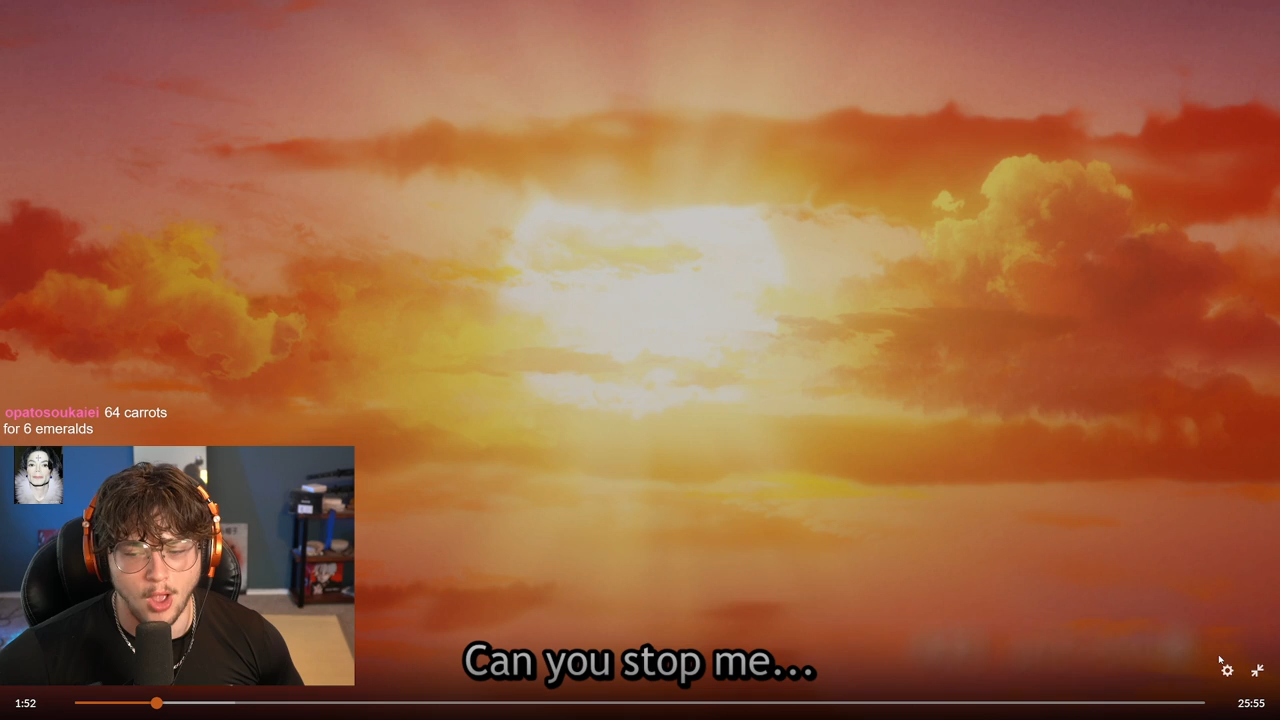 opatosoukaiei 64 carrots
for 6 emeralds
Can you stop me...
1:52
25:55